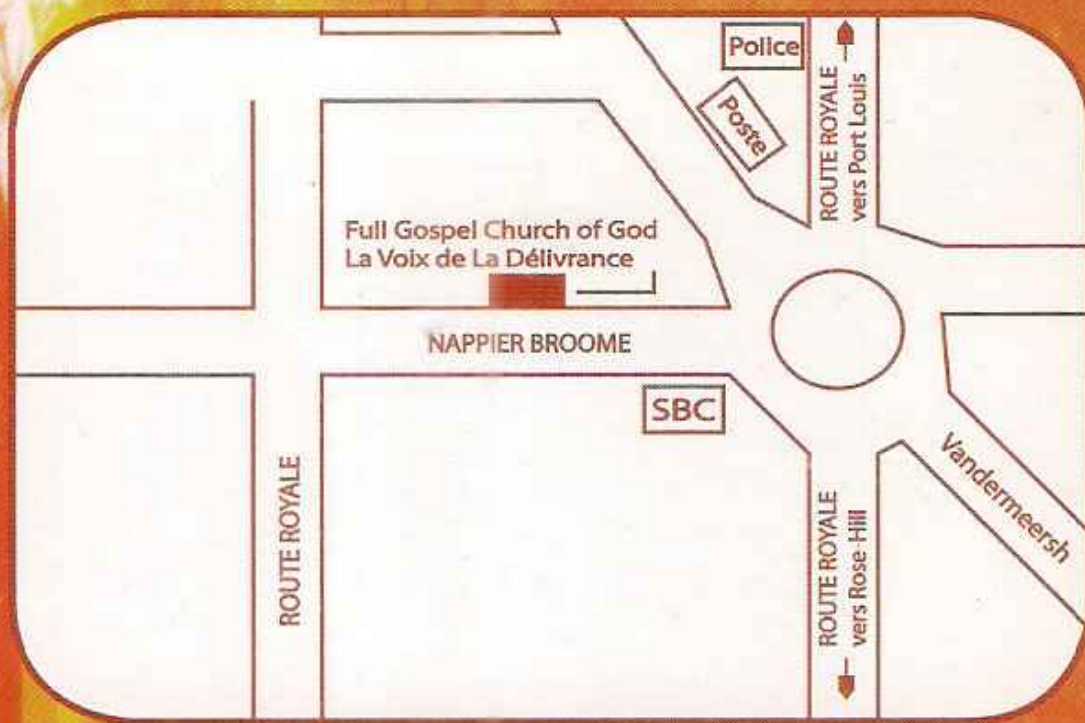 Police
Poste
ROUTE ROYALE
vers Port Louis
Full Gospel Church of God
La Voix de La Délivrance
NAPPIER BROOME
SBC
ROUTE ROYALE
ROUTE ROYALE
vers Rose-Hill
Vandermeersh